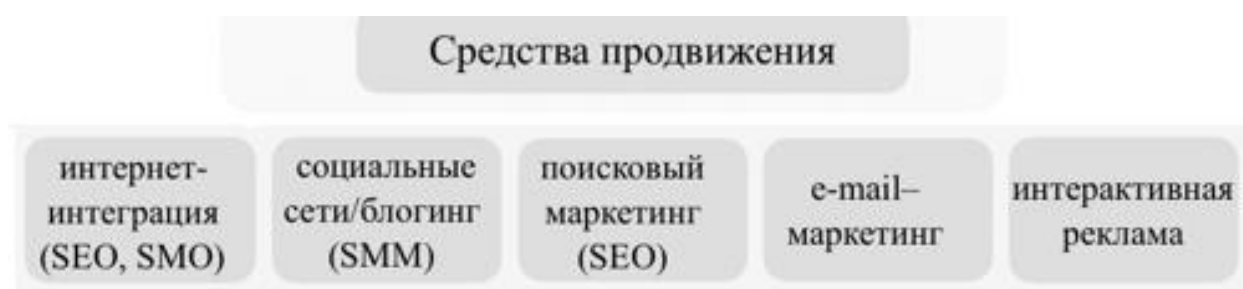 Средства продвижения
интернет-
интеграция
(SEO, SMO)
социальные
сети/блогинг
(SMM)
поисковый
маркетинг
(SEO)
e-mail–
маркетинг
интерактивная
реклама